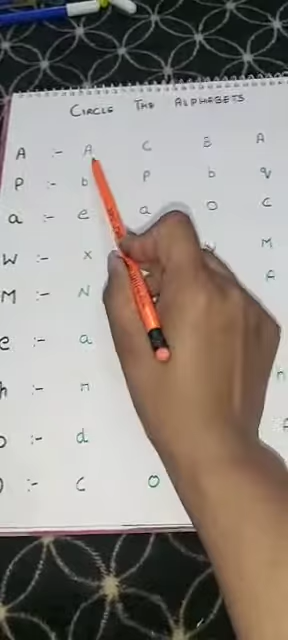 CIRCLE THE ALPHABETS
A :- A C B A
P :- b P b q
a :- e a O C
W :- x M
M :- N A
e :- a
h :- n n
:- d
:- C O